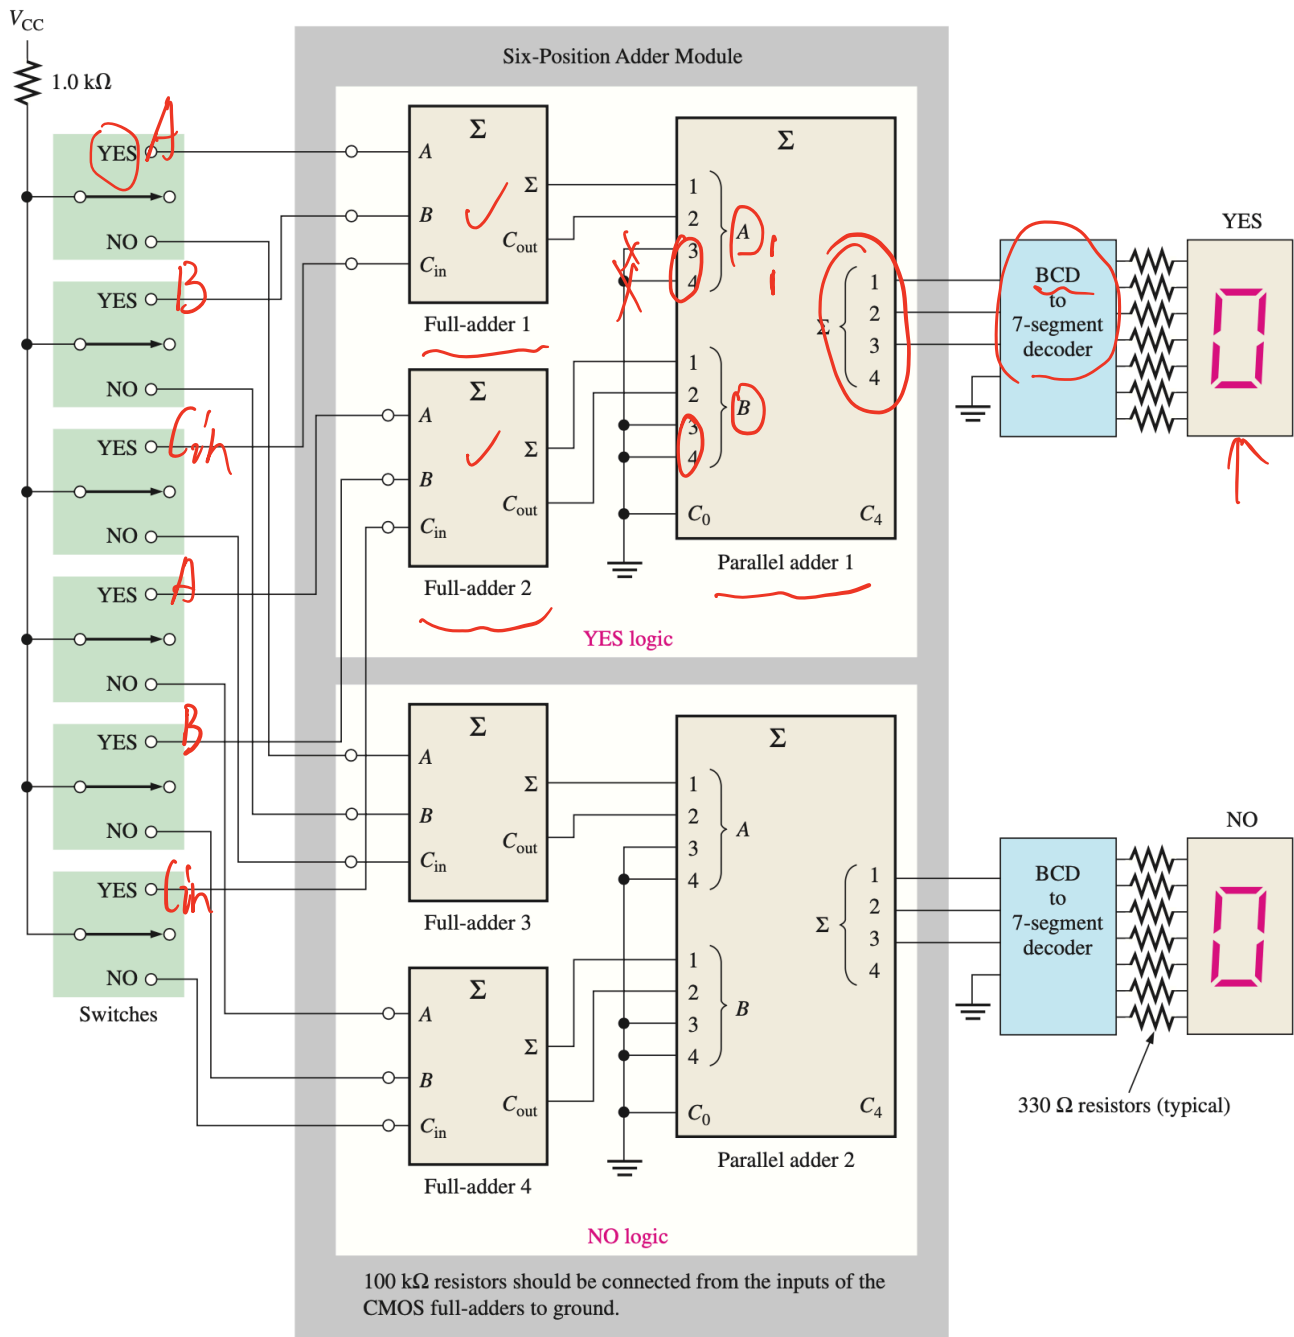 VCC
1.0 kΩ
Six-Position Adder Module
YES A
NO
YES B
NO
YES Cin
NO
YES A
NO
YES B
NO
YES Cin
NO
Switches
Σ
A
B
Cin
Σ
Cout
Full-adder 1
Σ
A
B
Cin
Σ
Cout
Full-adder 2
Σ
1
2
3
4
A
1
2
3
4
B
C0
Σ
1
2
3
4
C4
Parallel adder 1
YES logic
BCD
to
7-segment
decoder
YES
0
Σ
A
B
Cin
Σ
Cout
Full-adder 3
Σ
A
B
Cin
Σ
Cout
Full-adder 4
Σ
1
2
3
4
A
1
2
3
4
B
C0
Σ
1
2
3
4
C4
Parallel adder 2
NO logic
BCD
to
7-segment
decoder
NO
0
330 Ω resistors (typical)
100 kΩ resistors should be connected from the inputs of the
CMOS full-adders to ground.